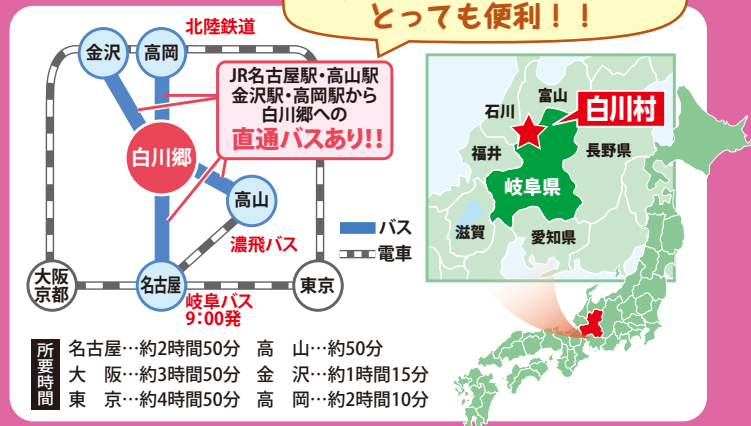 とっても便利！！
北陸鉄道
金沢
高岡
JR名古屋駅・高山駅
金沢駅・高岡駅から
白川郷への
直通バスあり!!
白川郷
高山
濃飛バス
バス
電車
大阪
京都
名古屋
東京
岐阜バス
9:00発
富山
石川
白川村
福井
長野県
岐阜県
滋賀
愛知県
所要時間
名古屋…約2時間50分　高　山…約50分
大　阪…約3時間50分　金　沢…約1時間15分
東　京…約4時間50分　高　岡…約2時間10分